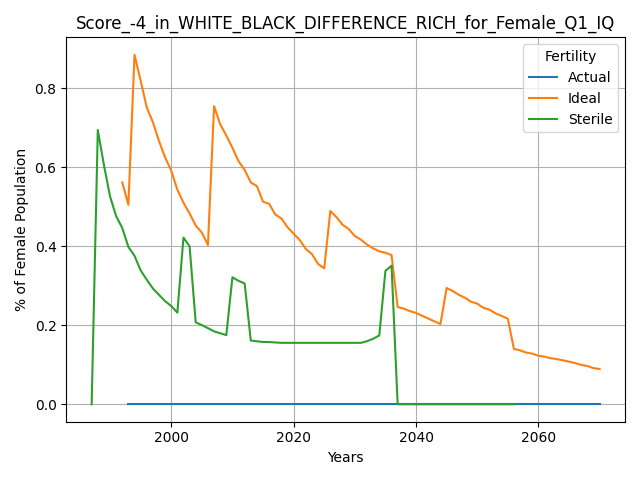 Score_-4_in_WHITE_BLACK_DIFFERENCE_RICH_for_Female_Q1_IQ
Fertility
Actual
Ideal
Sterile
% of Female Population
0.8
0.6
0.4
0.2
0.0
2000 2020 2040 2060
Years